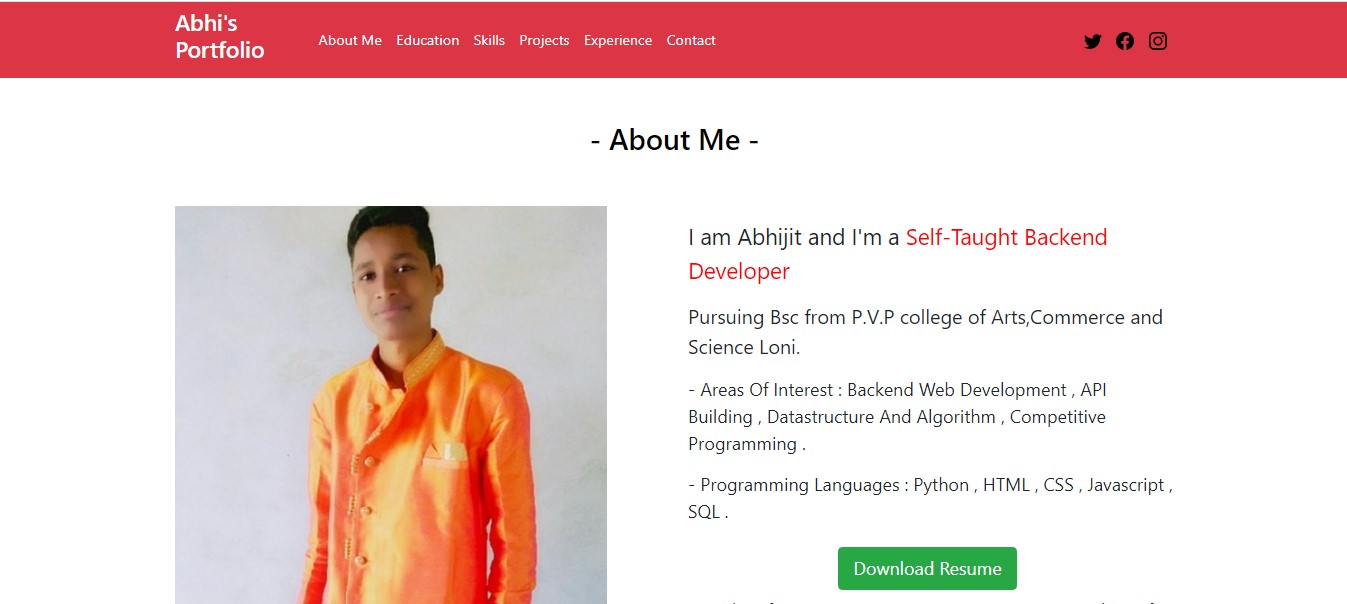 Abhi's
Portfolio
About Me Education Skills Projects Experience Contact
- About Me -
I am Abhijit and I'm a Self-Taught Backend
Developer
Pursuing Bsc from P.V.P college of Arts,Commerce and
Science Loni.
- Areas Of Interest : Backend Web Development , API
Building , Datastructure And Algorithm , Competitive
Programming .
- Programming Languages : Python , HTML , CSS , Javascript ,
SQL .
Download Resume